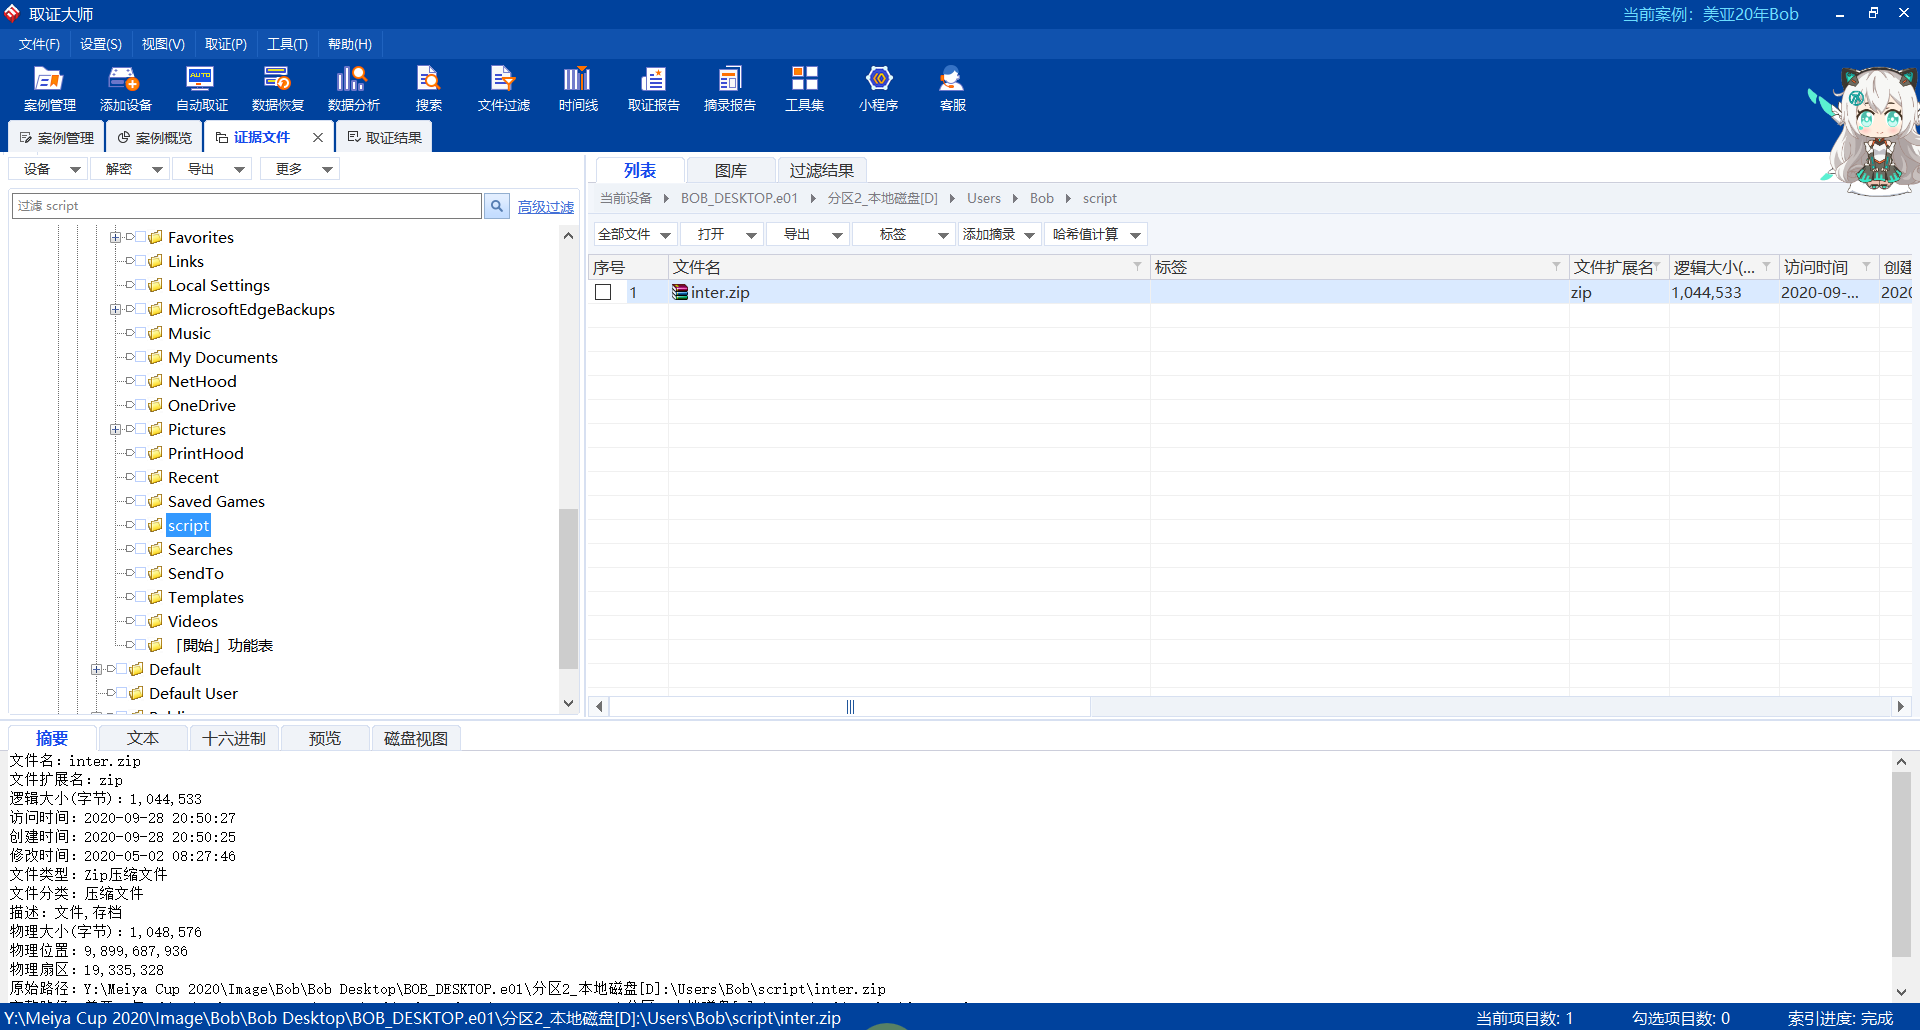 取证大师
当前案例：美亚20年Bob
文件(F) 设置(S) 视图(V) 取证(P) 工具(T) 帮助(H)
案例管理 添加设备 自动取证 数据恢复 数据分析 搜索 文件过滤 时间线 取证报告 摘录报告 工具集 小程序 客服
案例管理 案例概览 证据文件 取证结果
设备 解密 导出 更多
过滤 script
高级过滤
Favorites
Links
Local Settings
MicrosoftEdgeBackups
Music
My Documents
NetHood
OneDrive
Pictures
PrintHood
Recent
Saved Games
script
Searches
SendTo
Templates
Videos
「開始」功能表
Default
Default User
列表 图库 过滤结果
当前设备 BOB_DESKTOP.e01 分区2_本地磁盘[D] Users Bob script
全部文件 打开 导出 标签 添加摘录 哈希值计算
序号 文件名 标签 文件扩展名 逻辑大小(... 访问时间 创建
1 inter.zip zip 1,044,533 2020-09-... 2020
摘要 文本 十六进制 预览 磁盘视图
文件名：inter.zip
文件扩展名：zip
逻辑大小(字节)：1,044,533
访问时间：2020-09-28 20:50:27
创建时间：2020-09-28 20:50:25
修改时间：2020-05-02 08:27:46
文件类型：Zip压缩文件
文件分类：压缩文件
描述：文件,存档
物理大小(字节)：1,048,576
物理位置：9,899,687,936
物理扇区：19,335,328
原始路径：Y:\Meiya Cup 2020\Image\Bob\Bob Desktop\BOB_DESKTOP.e01\分区2_本地磁盘[D]:\Users\Bob\script\inter.zip
Y:\Meiya Cup 2020\Image\Bob\Bob Desktop\BOB_DESKTOP.e01\分区2_本地磁盘[D]:\Users\Bob\script\inter.zip
当前项目数: 1 勾选项目数: 0 索引进度: 完成